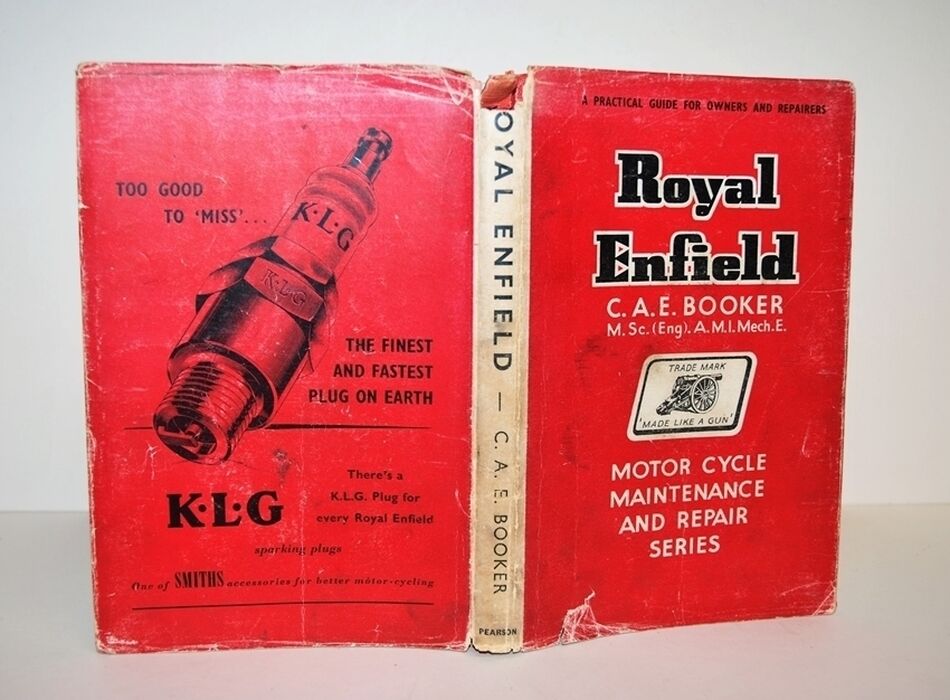 TOO GOOD
TO 'MISS'...
K·L·G
K·L·G
THE FINEST
AND FASTEST
PLUG ON EARTH
K·L·G
There's a
K.L.G. Plug for
every Royal Enfield
sparking plugs
One of SMITHS accessories for better motor-cycling
OYAL ENFIELD — C. A. E. BOOKER
PEARSON
A PRACTICAL GUIDE FOR OWNERS AND REPAIRERS
Royal
Enfield
C.A.E. BOOKER
M.Sc.(Eng). A.M.I.Mech.E.
TRADE MARK
'MADE LIKE A GUN'
MOTOR CYCLE
MAINTENANCE
AND REPAIR
SERIES